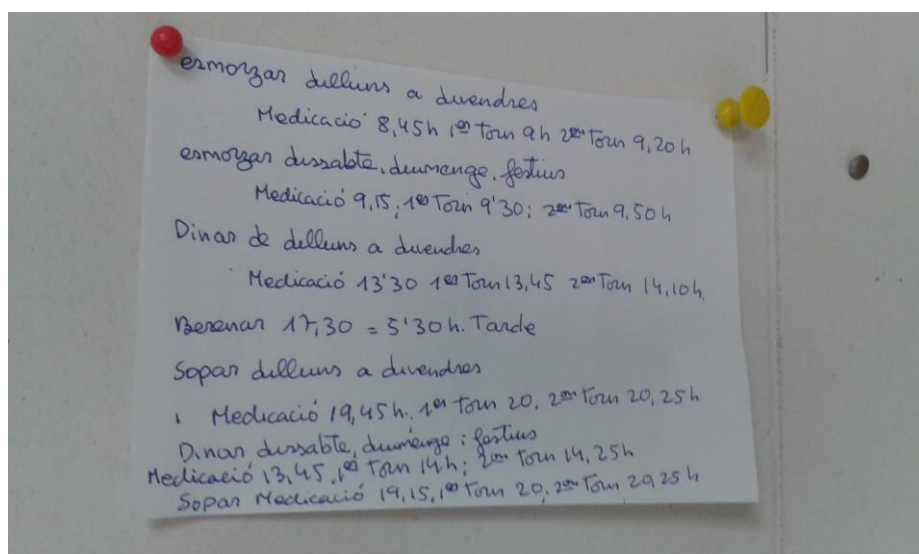 esmorzar dilluns a divendres
Medicació 8,45h 1er Torn 9h 2on Torn 9,20h
esmorzar dissabte, diumenge, festius
Medicació 9,15; 1er Torn 9'30; 2on Torn 9,50h
Dinar de dilluns a divendres
Medicació 13'30 1er Torn 13,45 2on Torn 14,10h.
Berenar 17,30 = 5'30h. Tarde
Sopar dilluns a divendres
Medicació 19,45h. 1er Torn 20. 2on Torn 20,25h
Dinar dissabte, diumenge i festius
Medicació 13,45, 1er Torn 14h; 2on Torn 14,25h
Sopar Medicació 19,15, 1er Torn 20, 2on Torn 20,25h